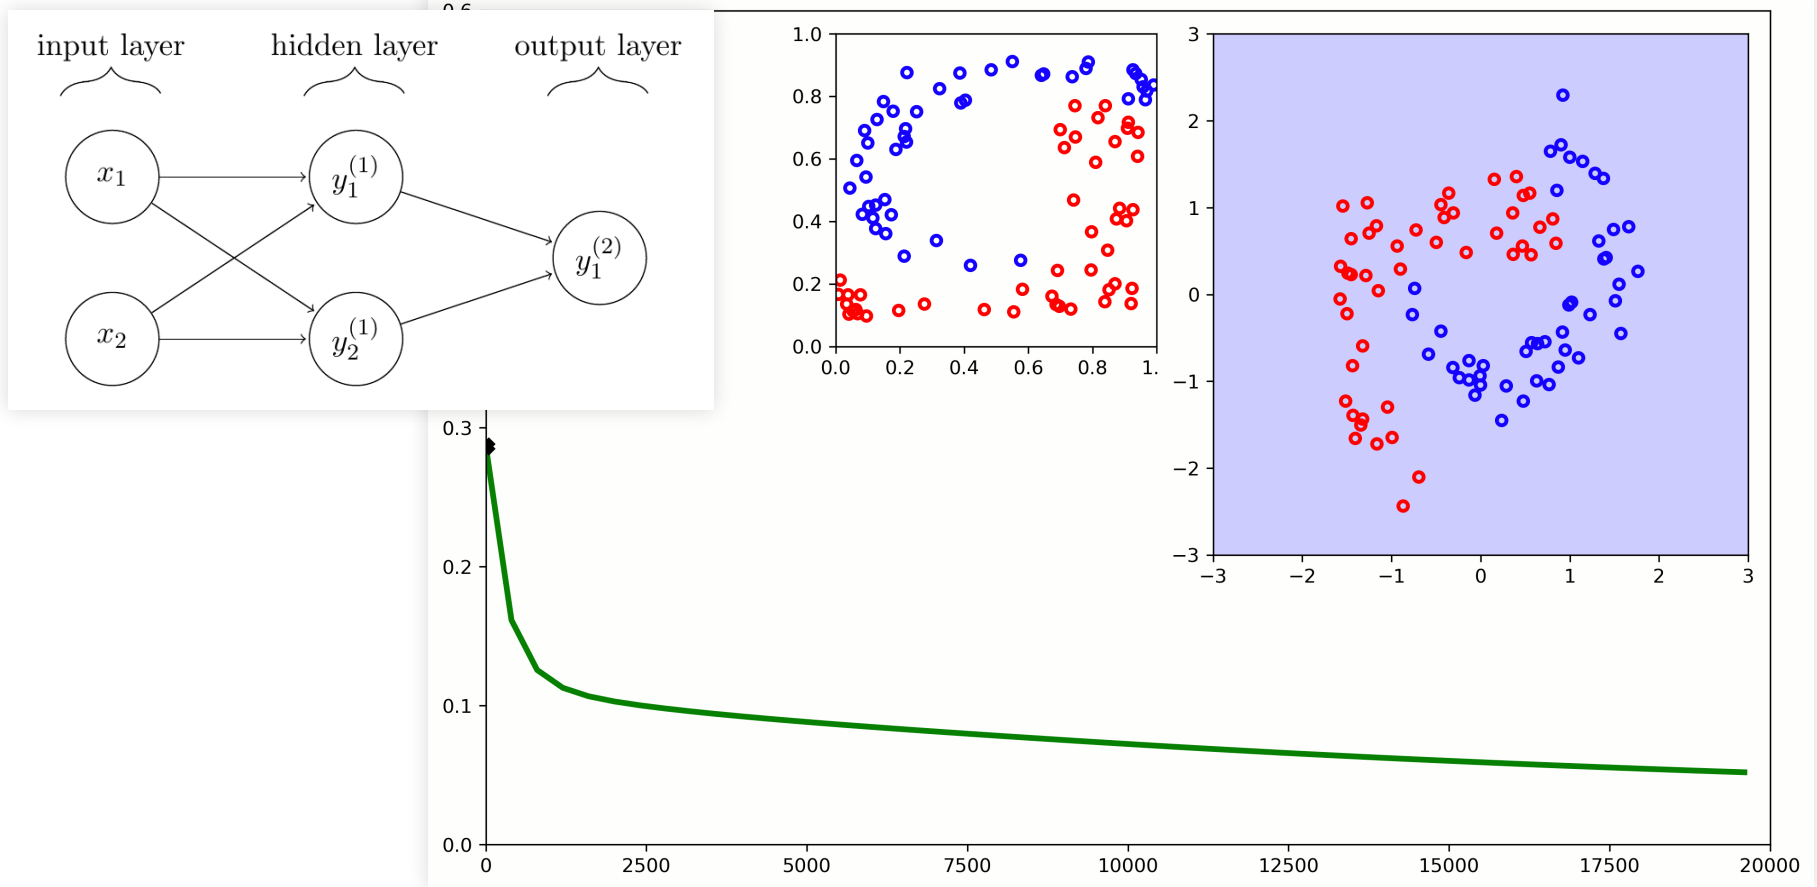 input layer hidden layer output layer
x₁ y₁⁽¹⁾
y₁⁽²⁾
x₂ y₂⁽¹⁾
0.3
0.2
0.1
0.0
0 2500 5000 7500 10000 12500 15000 17500 20000
1.0
0.8
0.6
0.4
0.2
0.0
0.0 0.2 0.4 0.6 0.8 1.
3
2
1
0
−1
−2
−3
−3 −2 −1 0 1 2 3